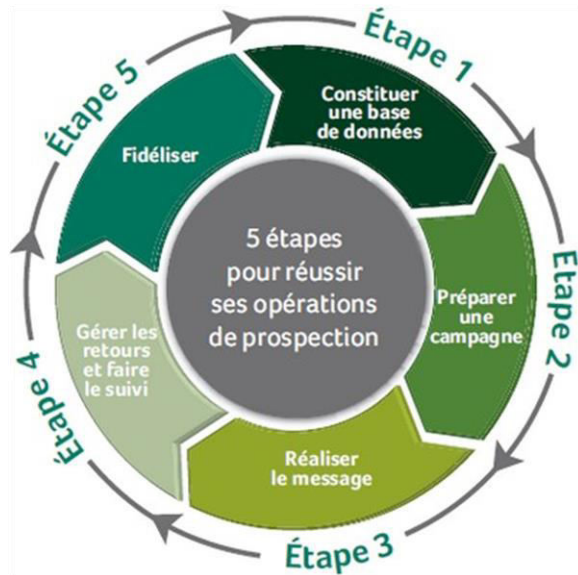 5 étapes
pour réussir
ses opérations
de prospection
Étape 1
Constituer
une base
de données
Etape 2
Préparer
une
campagne
Étape 3
Réaliser
le message
Étape 4
Gérer les
retours
et faire
le suivi
Étape 5
Fidéliser